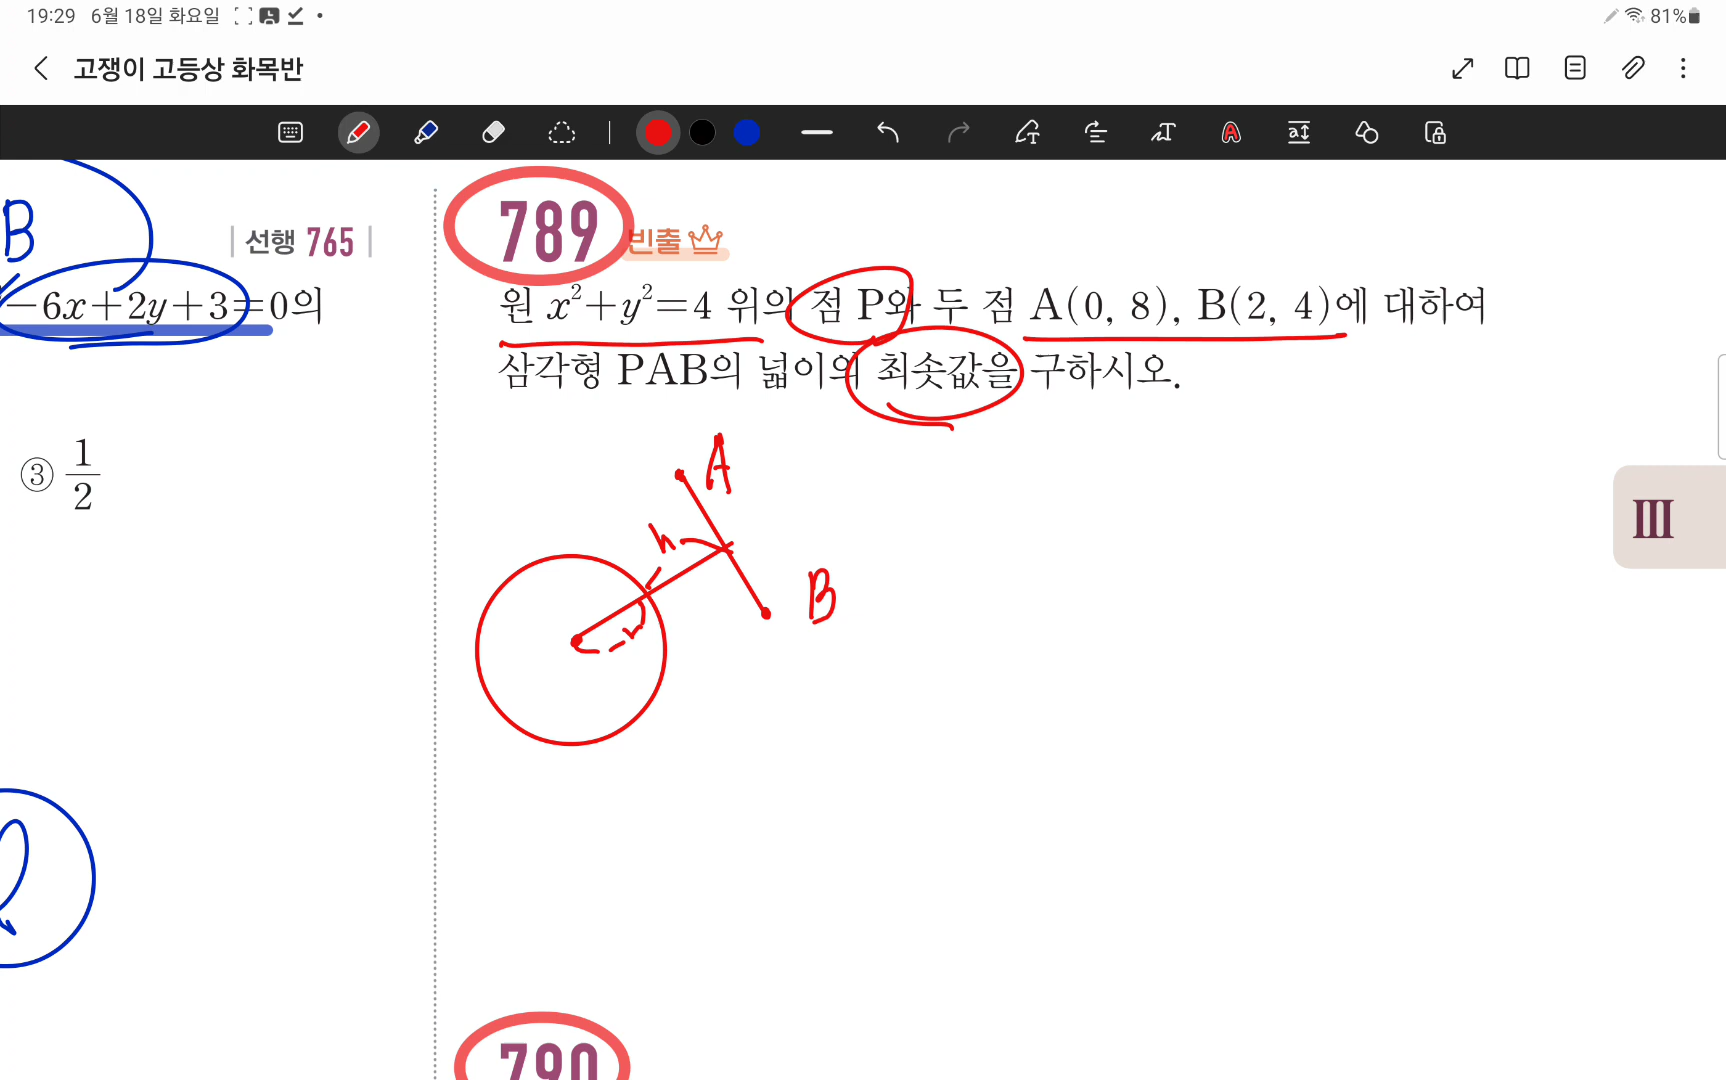 19:29 6월 18일 화요일
81%
고쟁이 고등상 화목반
B
선행 765
−6x+2y+3=0의
③ 1/2
789 빈출
원 x²+y²=4 위의 점 P와 두 점 A(0, 8), B(2, 4)에 대하여
삼각형 PAB의 넓이의 최솟값을 구하시오.
A
h
B
r
III
790